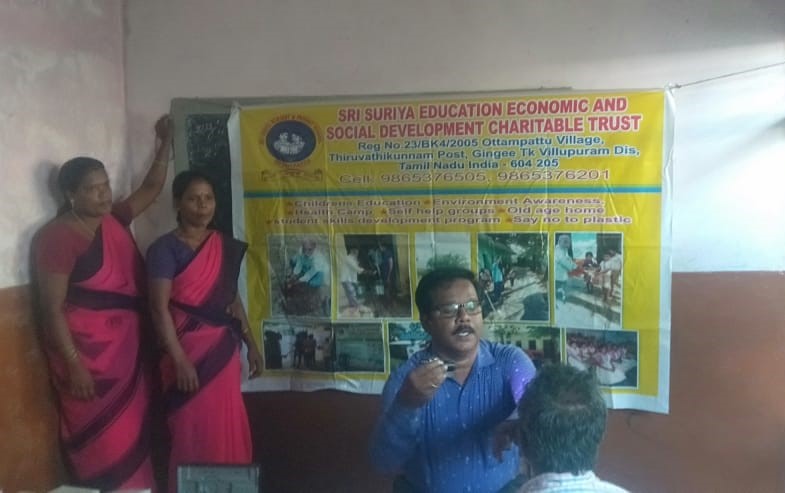 SRI SURIYA EDUCATION ECONOMIC AND
SOCIAL DEVELOPMENT CHARITABLE TRUST
Reg No.23/BK4/2005 Ottampattu Village,
Thiruvathikunnam Post, Gingee Tk Villupuram Dis,
Tamil Nadu India - 604 205
Cell: 9865376505, 9865376201
Childrens Education Environment Awareness,
Health Camp Self help groups Old age home
student skills development program Say no to plastic